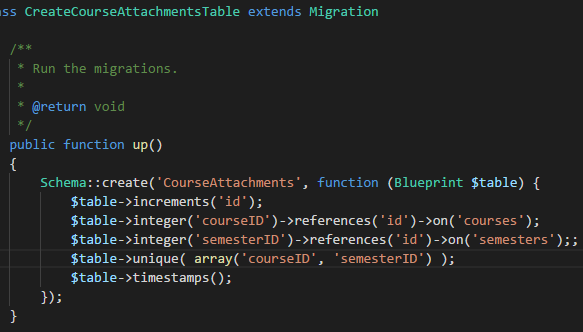 ss CreateCourseAttachmentsTable extends Migration
/**
* Run the migrations.
*
* @return void
*/
public function up()
{
Schema::create('CourseAttachments', function (Blueprint $table) {
$table->increments('id');
$table->integer('courseID')->references('id')->on('courses');
$table->integer('semesterID')->references('id')->on('semesters');;
$table->unique( array('courseID', 'semesterID') );
$table->timestamps();
});
}